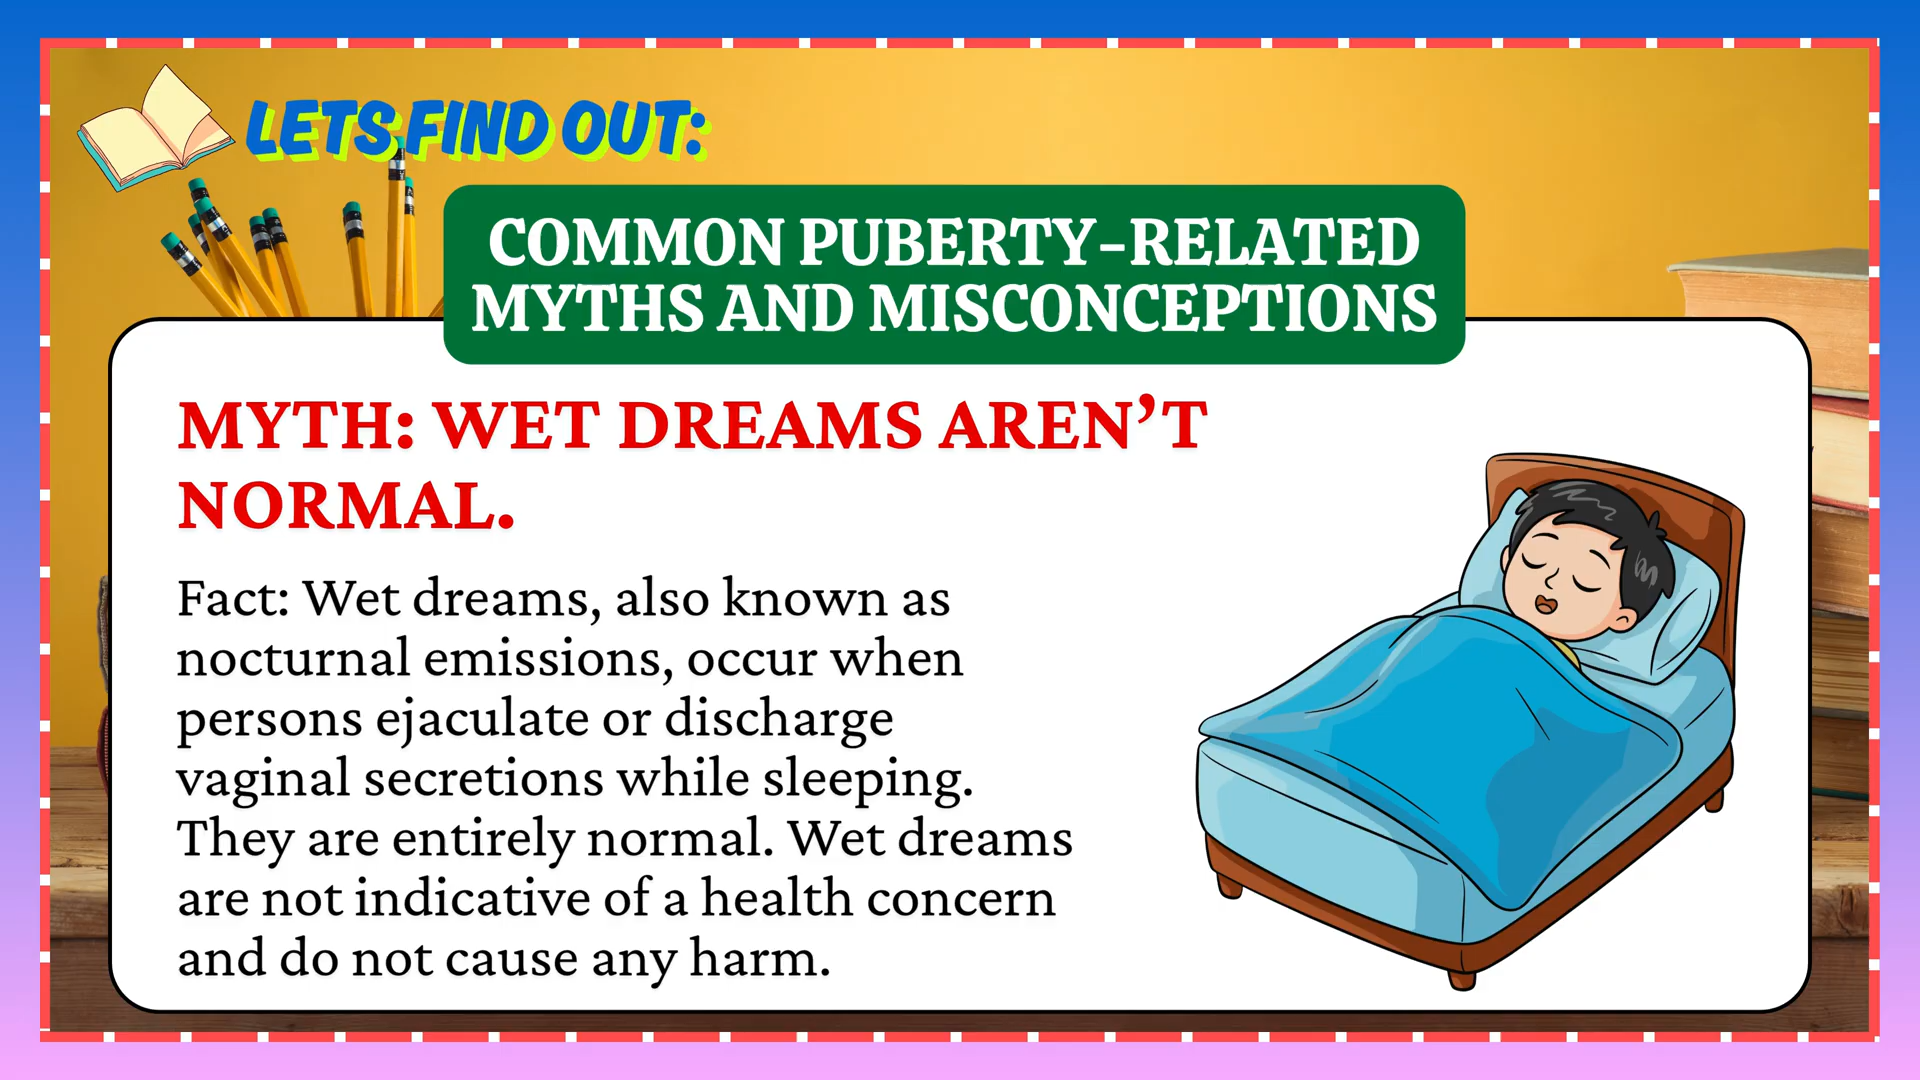 LETS FIND OUT:
COMMON PUBERTY-RELATED
MYTHS AND MISCONCEPTIONS
MYTH: WET DREAMS AREN'T
NORMAL.
Fact: Wet dreams, also known as
nocturnal emissions, occur when
persons ejaculate or discharge
vaginal secretions while sleeping.
They are entirely normal. Wet dreams
are not indicative of a health concern
and do not cause any harm.